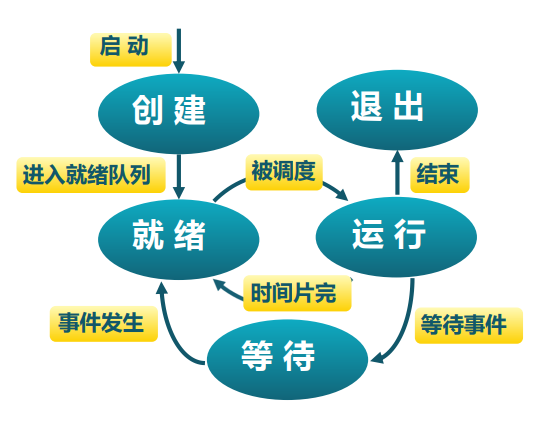 启 动
创 建
退 出
进入就绪队列
被调度
结束
就 绪
运 行
时间片完
事件发生
等待事件
等 待